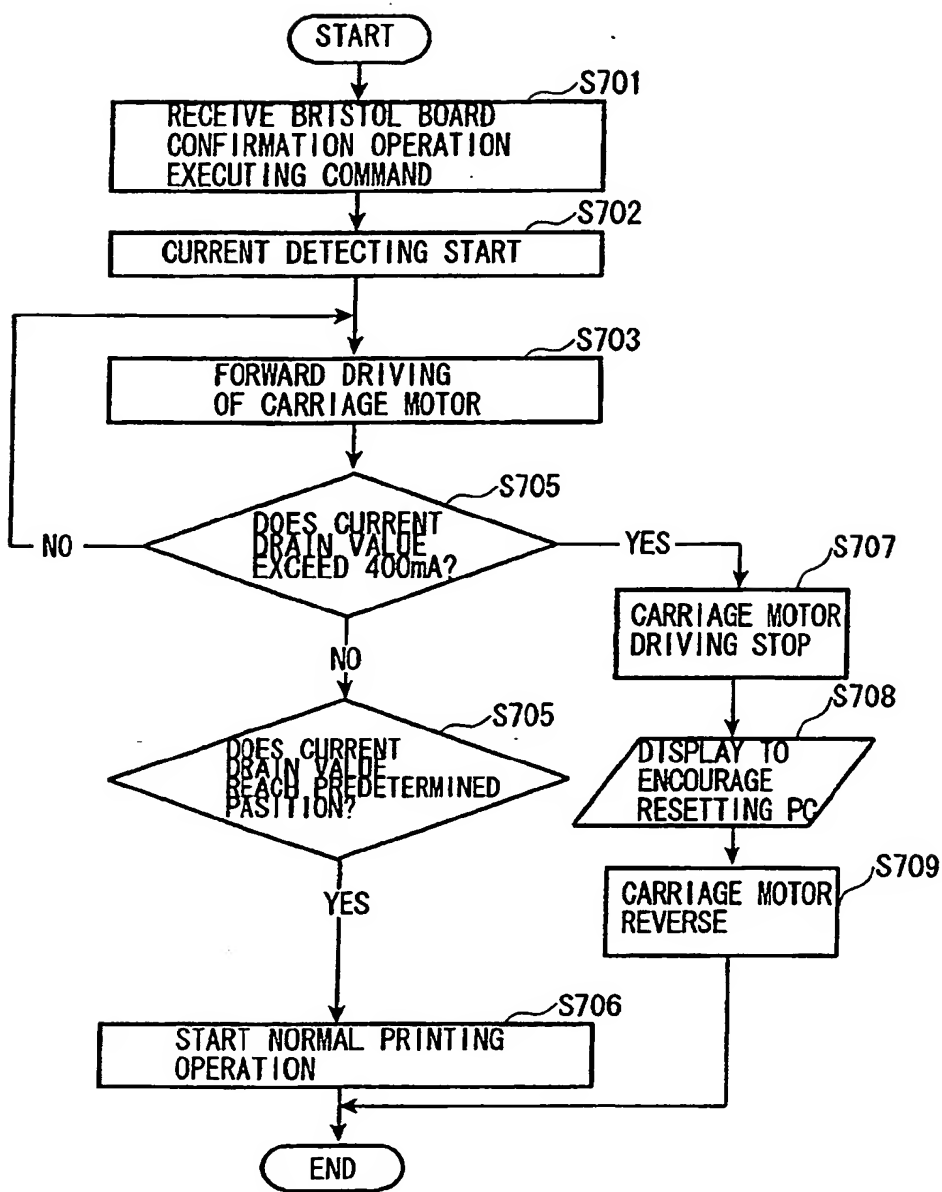 START
S701
RECEIVE BRISTOL BOARD
CONFIRMATION OPERATION
EXECUTING COMMAND
S702
CURRENT DETECTING START
S703
FORWARD DRIVING
OF CARRIAGE MOTOR
S705
DOES CURRENT
DRAIN VALUE
EXCEED 400mA?
NO
YES
S707
CARRIAGE MOTOR
DRIVING STOP
NO
S705
DOES CURRENT
DRAIN VALUE
REACH PREDETERMINED
PASITION?
S708
DISPLAY TO
ENCOURAGE
RESETTING PC
S709
CARRIAGE MOTOR
REVERSE
YES
S706
START NORMAL PRINTING
OPERATION
END